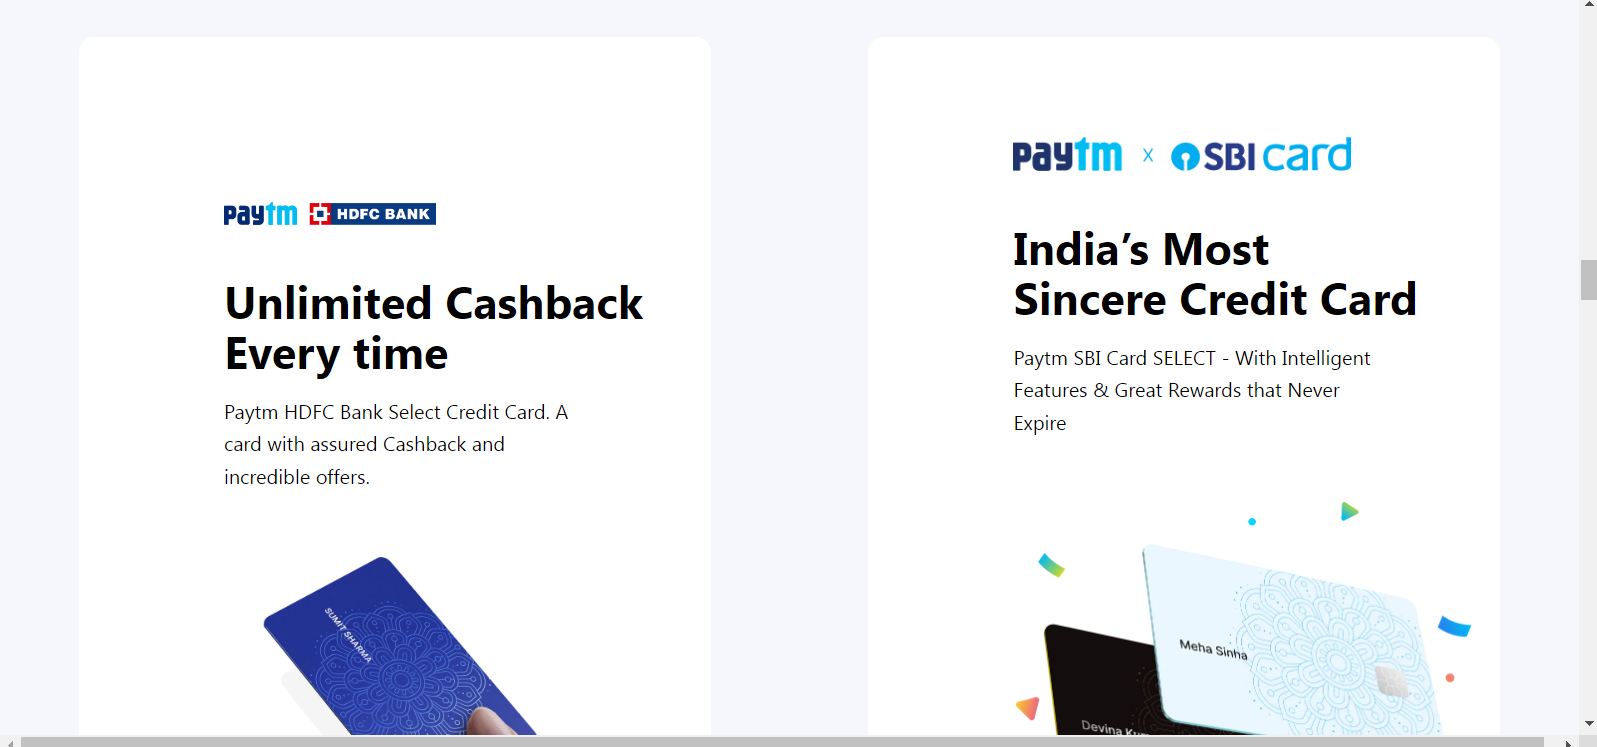 paytm HDFC BANK
Unlimited Cashback
Every time
Paytm HDFC Bank Select Credit Card. A
card with assured Cashback and
incredible offers.
SUMIT SHARMA
paytm x SBI card
India’s Most
Sincere Credit Card
Paytm SBI Card SELECT - With Intelligent
Features & Great Rewards that Never
Expire
Meha Sinha
Devina